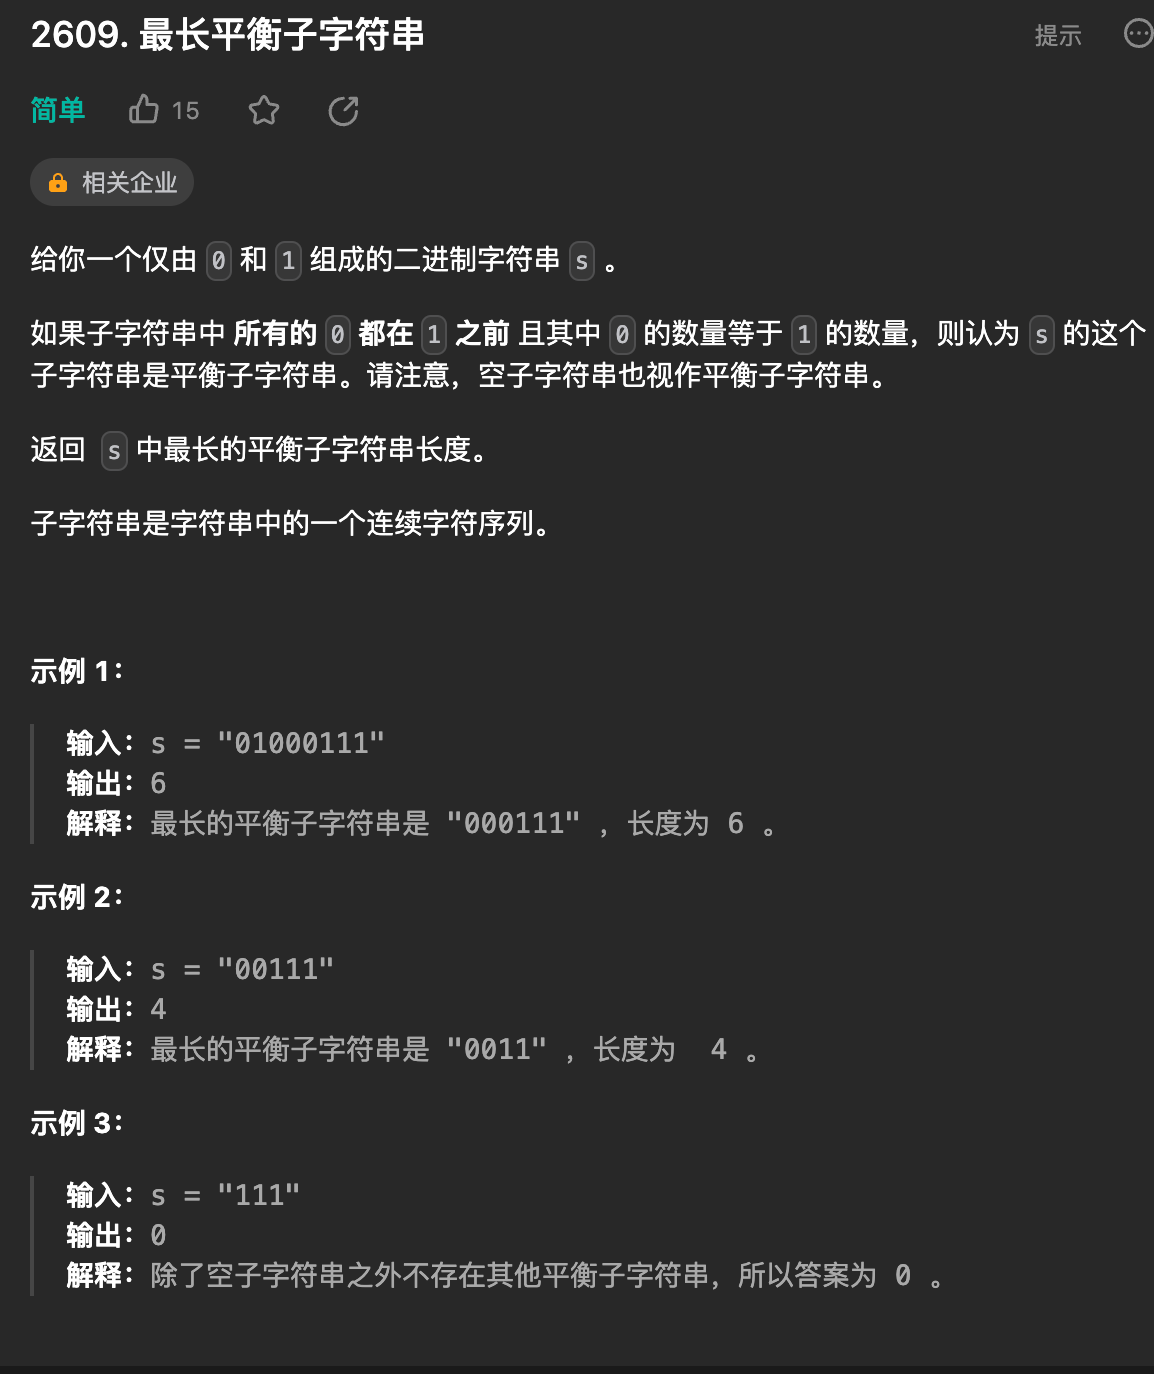 2609. 最长平衡子字符串
提示
简单 15
相关企业
给你一个仅由 0 和 1 组成的二进制字符串 s 。
如果子字符串中 所有的 0 都在 1 之前 且其中 0 的数量等于 1 的数量，则认为 s 的这个
子字符串是平衡子字符串。请注意，空子字符串也视作平衡子字符串。
返回 s 中最长的平衡子字符串长度。
子字符串是字符串中的一个连续字符序列。
示例 1：
输入：s = "01000111"
输出：6
解释：最长的平衡子字符串是 "000111" ，长度为 6 。
示例 2：
输入：s = "00111"
输出：4
解释：最长的平衡子字符串是 "0011" ，长度为  4 。
示例 3：
输入：s = "111"
输出：0
解释：除了空子字符串之外不存在其他平衡子字符串，所以答案为 0 。